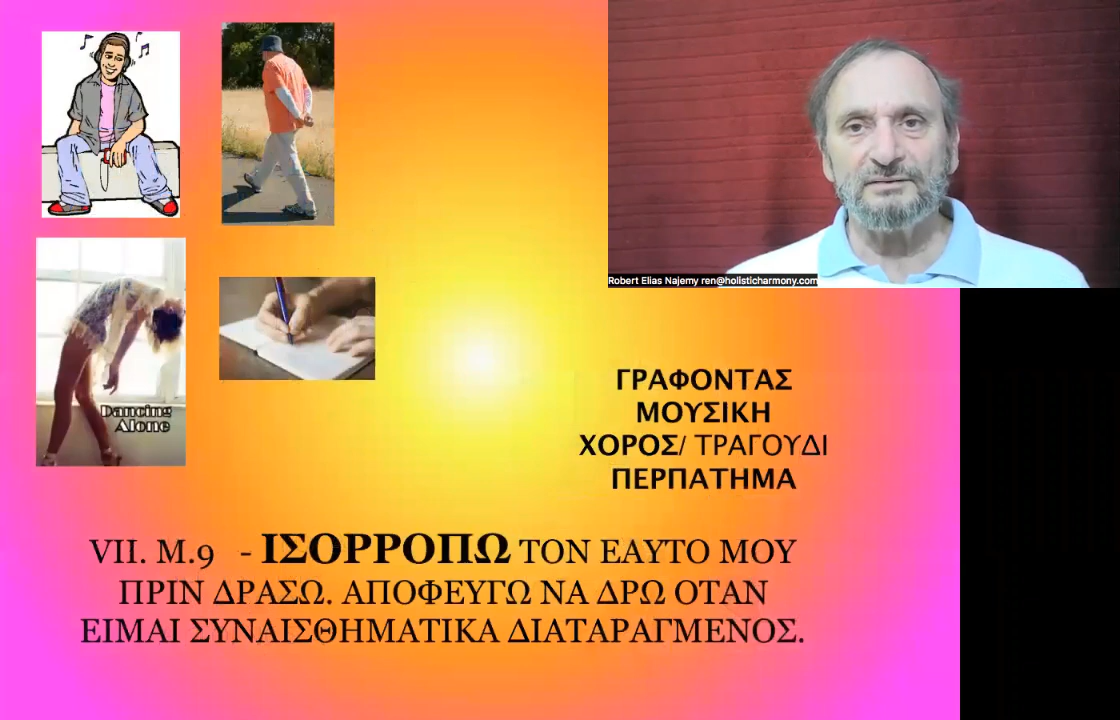 Robert Elias Najemy ren@holisticharmony.com
Dancing
Alone
ΓΡΑΦΟΝΤΑΣ
ΜΟΥΣΙΚΗ
ΧΟΡΟΣ/ ΤΡΑΓΟΥΔΙ
ΠΕΡΠΑΤΗΜΑ
VII. M.9 - ΙΣΟΡΡΟΠΩ ΤΟΝ ΕΑΥΤΟ ΜΟΥ
ΠΡΙΝ ΔΡΑΣΩ. ΑΠΟΦΕΥΓΩ ΝΑ ΔΡΩ ΟΤΑΝ
ΕΙΜΑΙ ΣΥΝΑΙΣΘΗΜΑΤΙΚΑ ΔΙΑΤΑΡΑΓΜΕΝΟΣ.